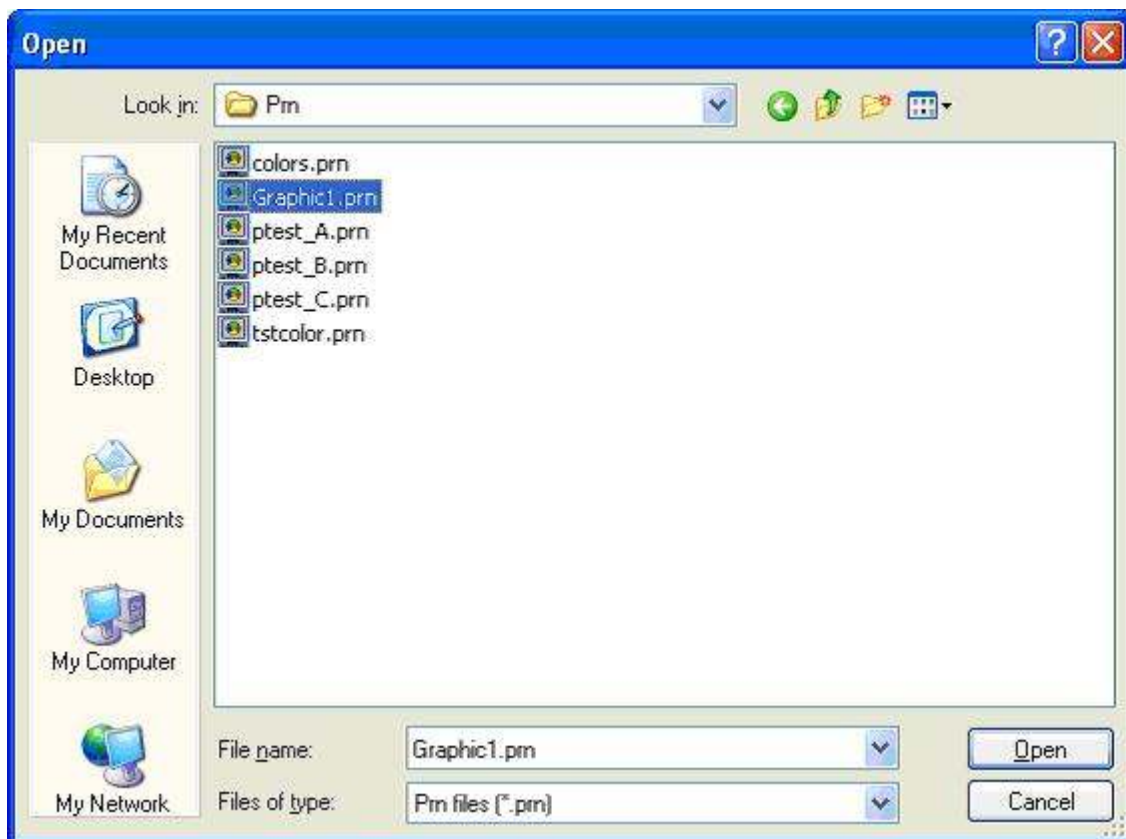 Open
Look in:
Prn
colors.prn
Graphic1.prn
ptest_A.prn
ptest_B.prn
ptest_C.prn
tstcolor.prn
My Recent
Documents
Desktop
My Documents
My Computer
My Network
File name:
Graphic1.prn
Open
Files of type:
Prn files (*.prn)
Cancel